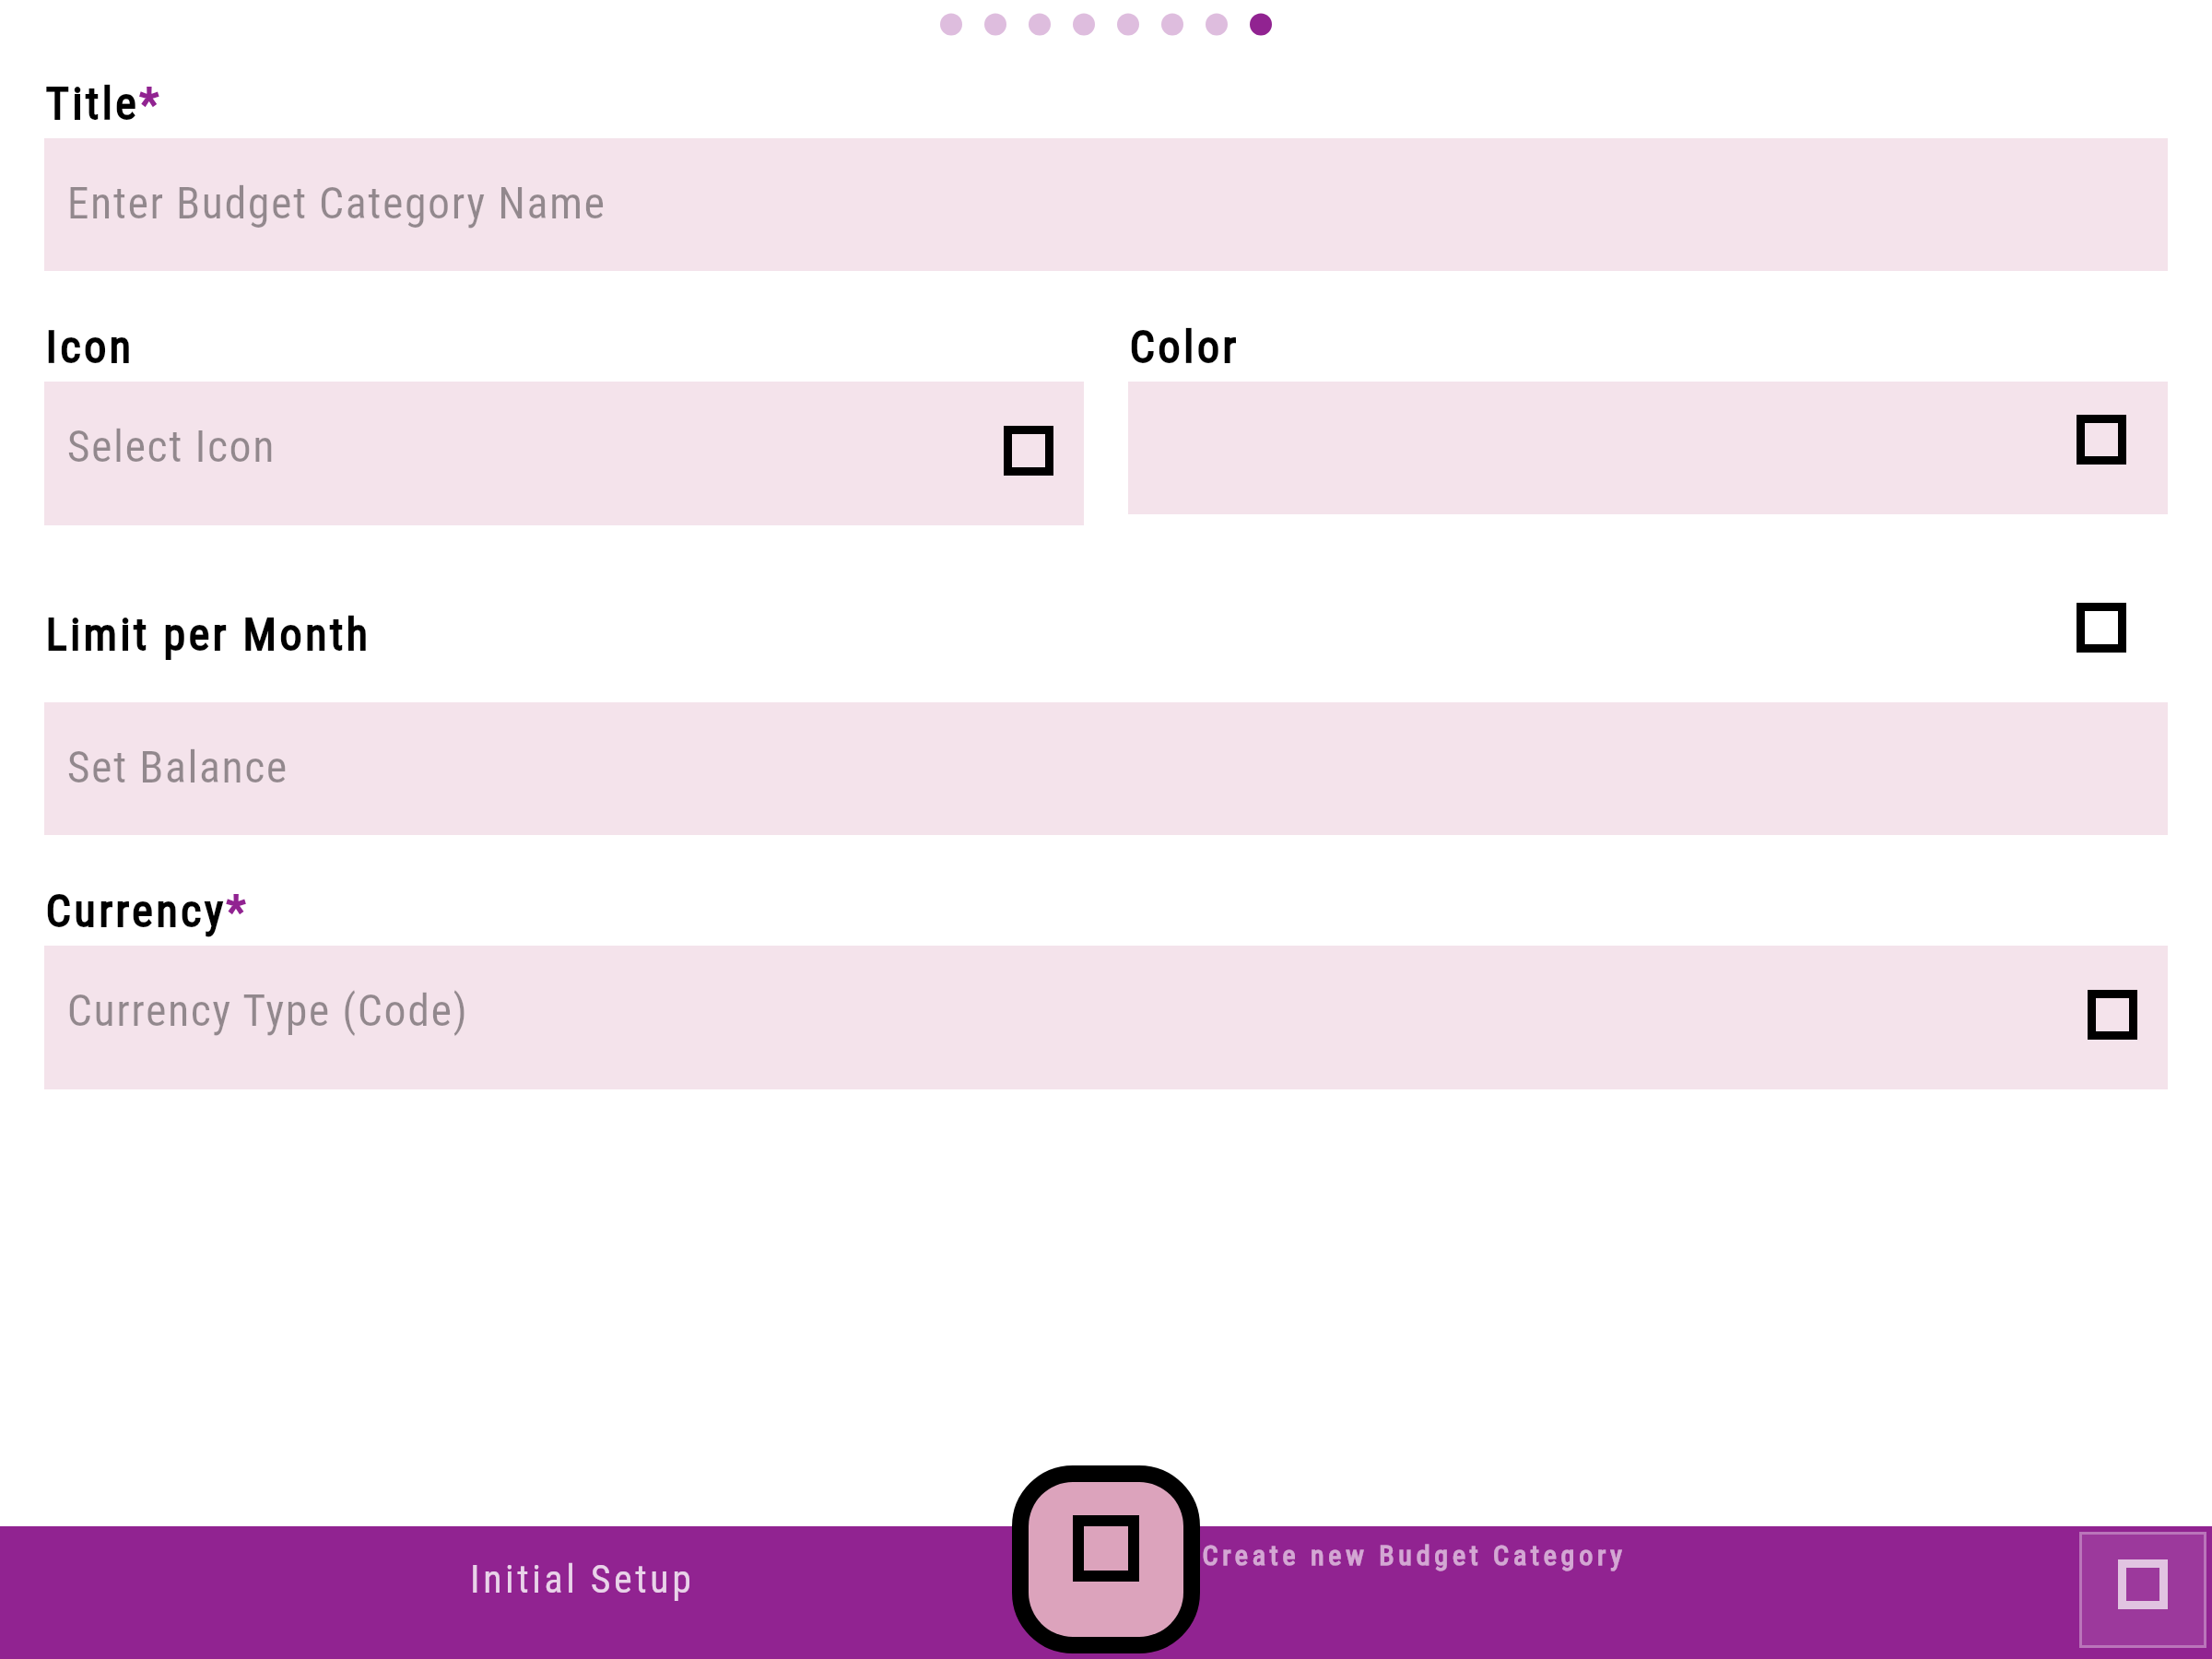 Title*
Enter Budget Category Name
Icon
Color
Select Icon
Limit per Month
Set Balance
Currency*
Currency Type (Code)
Initial Setup
Create new Budget Category